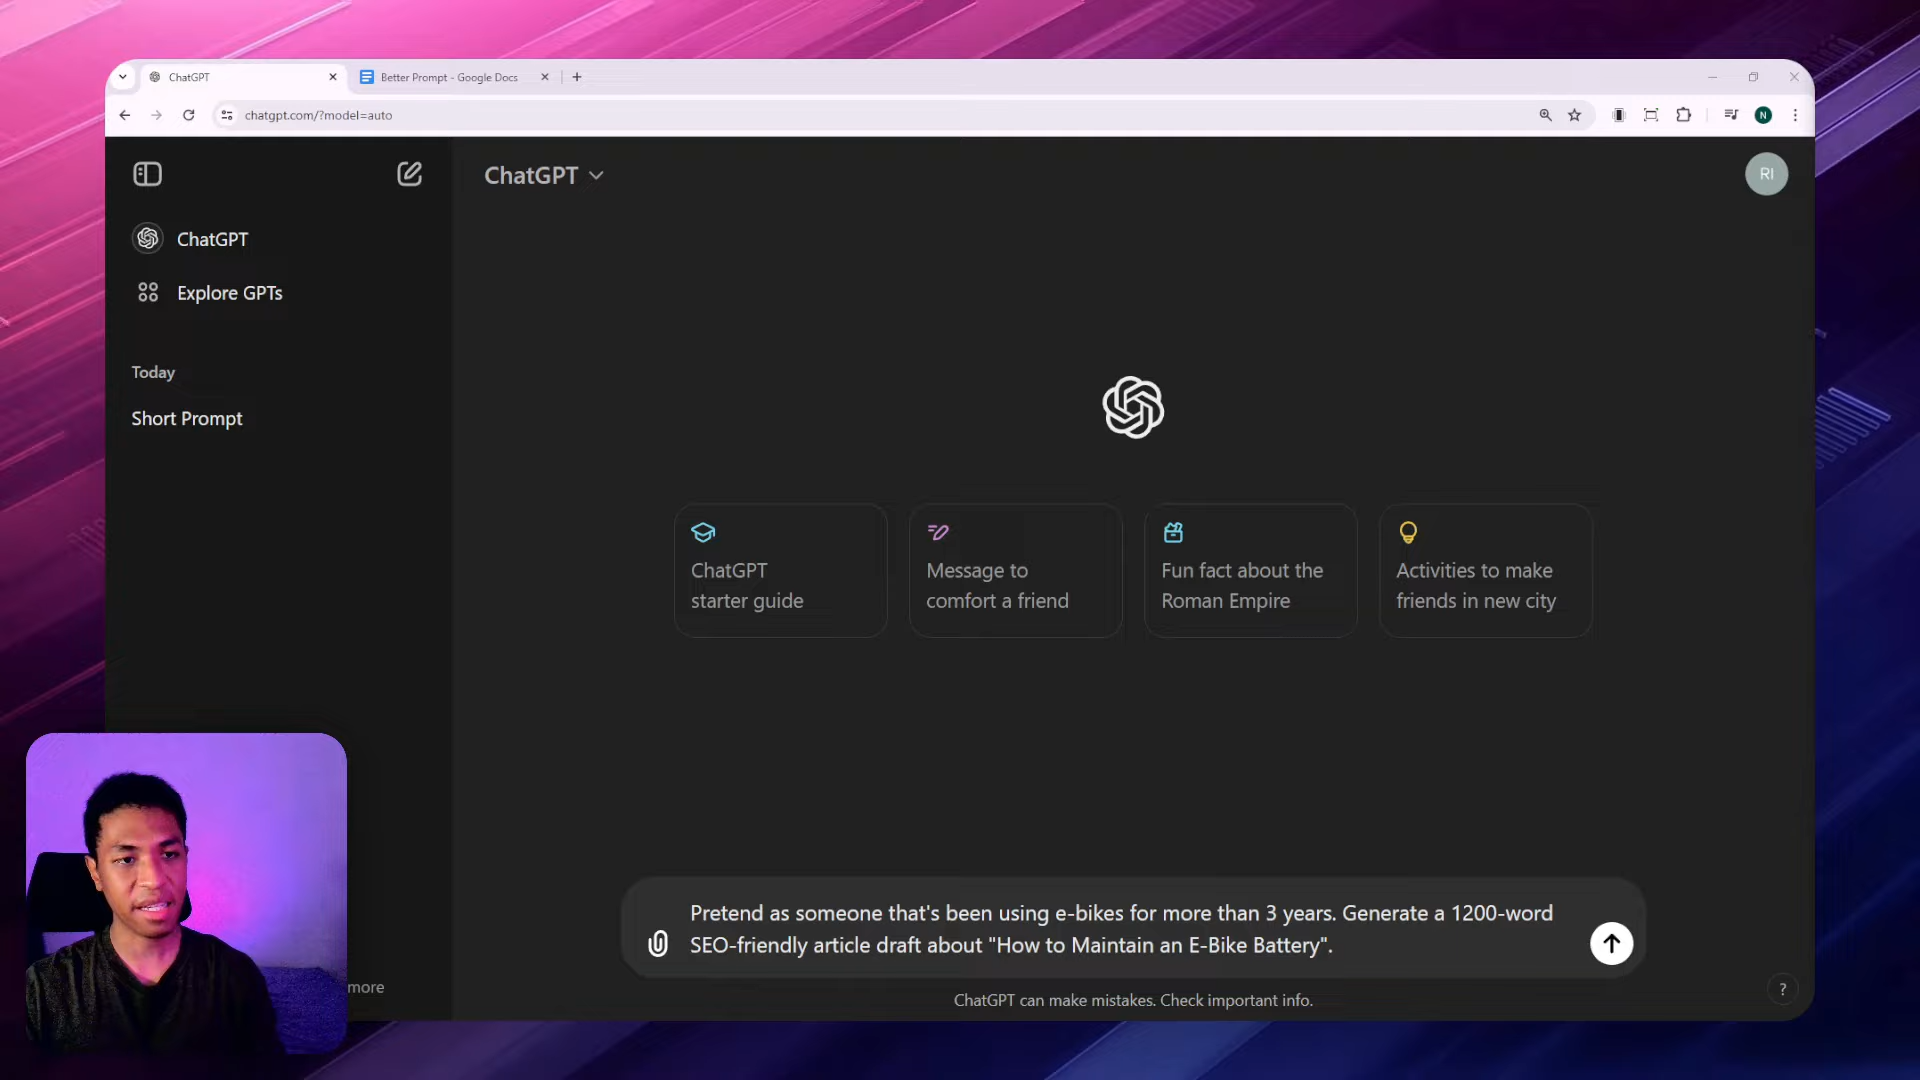 ChatGPT
Better Prompt - Google Docs
chatgpt.com/?model=auto
N
ChatGPT
RI
ChatGPT
Explore GPTs
Today
Short Prompt
ChatGPT
starter guide
Message to
comfort a friend
Fun fact about the
Roman Empire
Activities to make
friends in new city
Pretend as someone that's been using e-bikes for more than 3 years. Generate a 1200-word
SEO-friendly article draft about "How to Maintain an E-Bike Battery".
more
ChatGPT can make mistakes. Check important info.
?